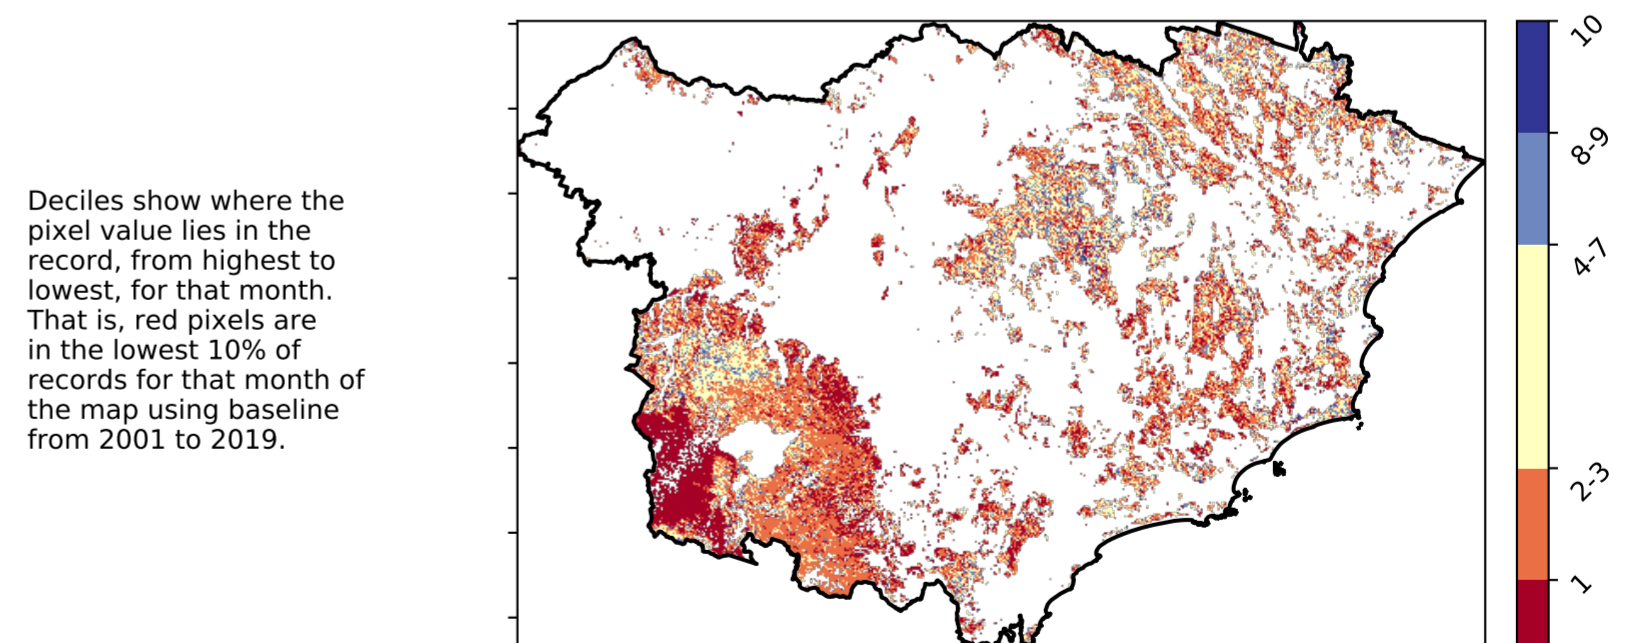 Deciles show where the
pixel value lies in the
record, from highest to
lowest, for that month.
That is, red pixels are
in the lowest 10% of
records for that month of
the map using baseline
from 2001 to 2019.
10
8-9
4-7
2-3
1